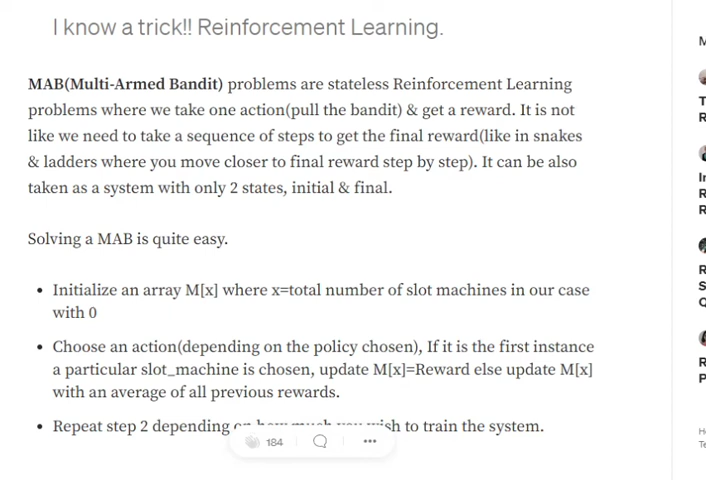 I know a trick!! Reinforcement Learning.
MAB(Multi-Armed Bandit) problems are stateless Reinforcement Learning
problems where we take one action(pull the bandit) & get a reward. It is not
like we need to take a sequence of steps to get the final reward(like in snakes
& ladders where you move closer to final reward step by step). It can be also
taken as a system with only 2 states, initial & final.
Solving a MAB is quite easy.
• Initialize an array M[x] where x=total number of slot machines in our case
with 0
• Choose an action(depending on the policy chosen), If it is the first instance
a particular slot_machine is chosen, update M[x]=Reward else update M[x]
with an average of all previous rewards.
• Repeat step 2 depending on how much you wish to train the system.
184